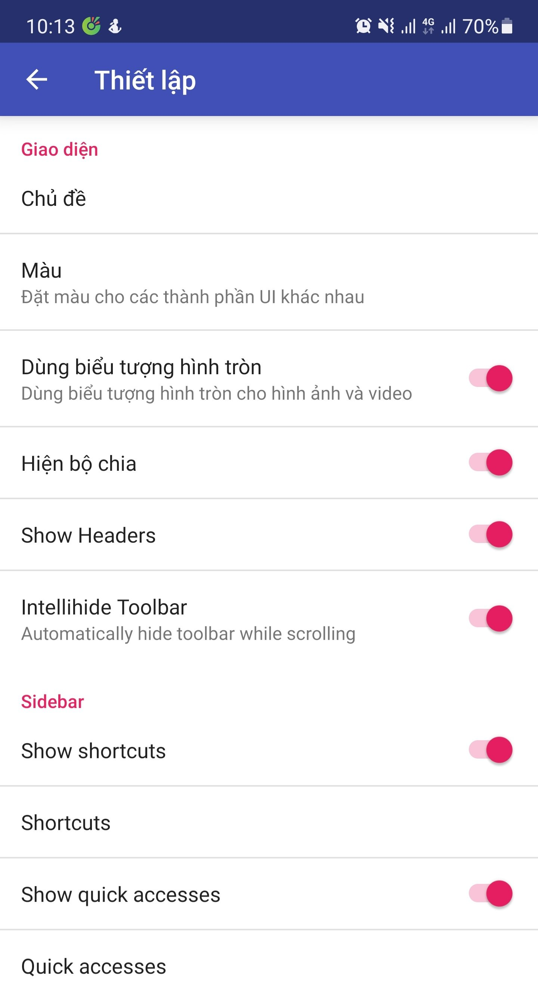 10:13
4G
70%
Thiết lập
Giao diện
Chủ đề
Màu
Đặt màu cho các thành phần UI khác nhau
Dùng biểu tượng hình tròn
Dùng biểu tượng hình tròn cho hình ảnh và video
Hiện bộ chia
Show Headers
Intellihide Toolbar
Automatically hide toolbar while scrolling
Sidebar
Show shortcuts
Shortcuts
Show quick accesses
Quick accesses